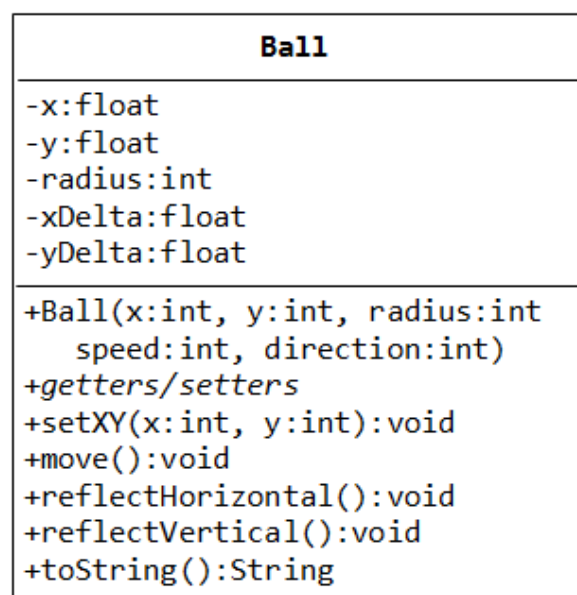 Ball
-x:float
-y:float
-radius:int
-xDelta:float
-yDelta:float
+Ball(x:int, y:int, radius:int
speed:int, direction:int)
+getters/setters
+setXY(x:int, y:int):void
+move():void
+reflectHorizontal():void
+reflectVertical():void
+toString():String